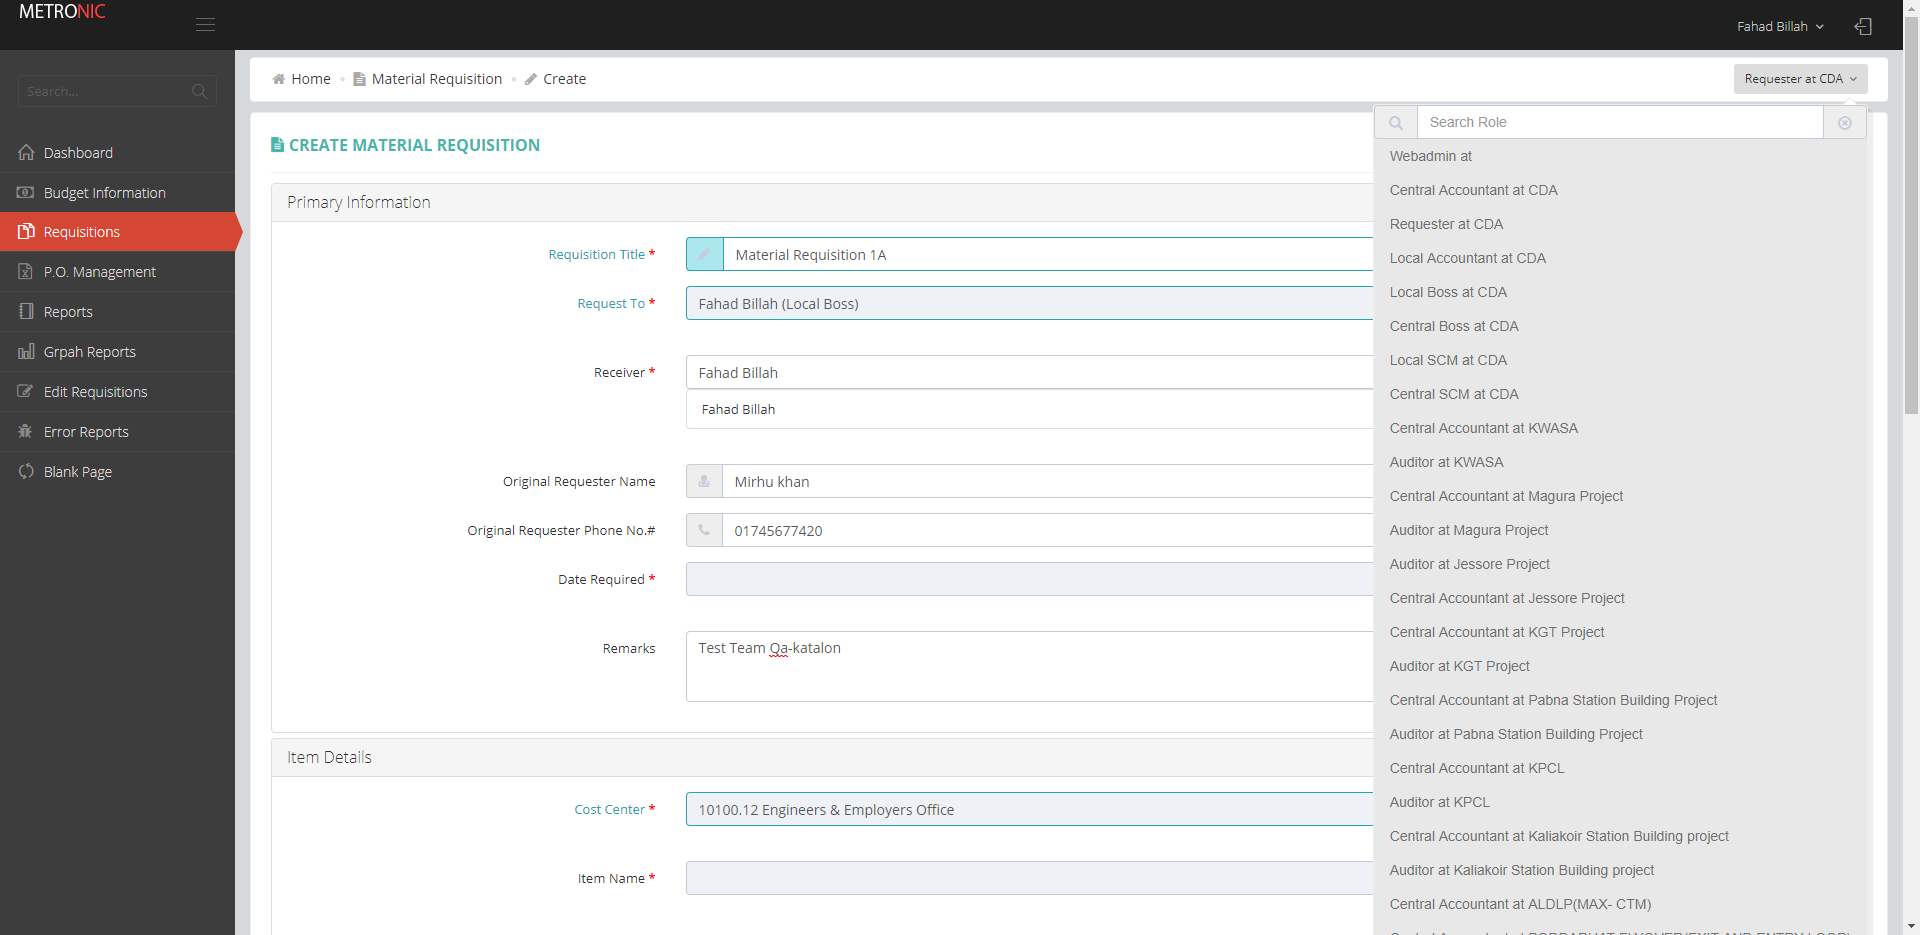 METRONIC
Fahad Billah
Search...
Dashboard
Budget Information
Requisitions
P.O. Management
Reports
Grpah Reports
Edit Requisitions
Error Reports
Blank Page
Home
Material Requisition
Create
Requester at CDA
CREATE MATERIAL REQUISITION
Primary Information
Requisition Title *
Material Requisition 1A
Request To *
Fahad Billah (Local Boss)
Receiver *
Fahad Billah
Fahad Billah
Original Requester Name
Mirhu khan
Original Requester Phone No.#
01745677420
Date Required *
Remarks
Test Team Qa-katalon
Item Details
Cost Center *
10100.12 Engineers & Employers Office
Item Name *
Search Role
Webadmin at
Central Accountant at CDA
Requester at CDA
Local Accountant at CDA
Local Boss at CDA
Central Boss at CDA
Local SCM at CDA
Central SCM at CDA
Central Accountant at KWASA
Auditor at KWASA
Central Accountant at Magura Project
Auditor at Magura Project
Auditor at Jessore Project
Central Accountant at Jessore Project
Central Accountant at KGT Project
Auditor at KGT Project
Central Accountant at Pabna Station Building Project
Auditor at Pabna Station Building Project
Central Accountant at KPCL
Auditor at KPCL
Central Accountant at Kaliakoir Station Building project
Auditor at Kaliakoir Station Building project
Central Accountant at ALDLP(MAX- CTM)